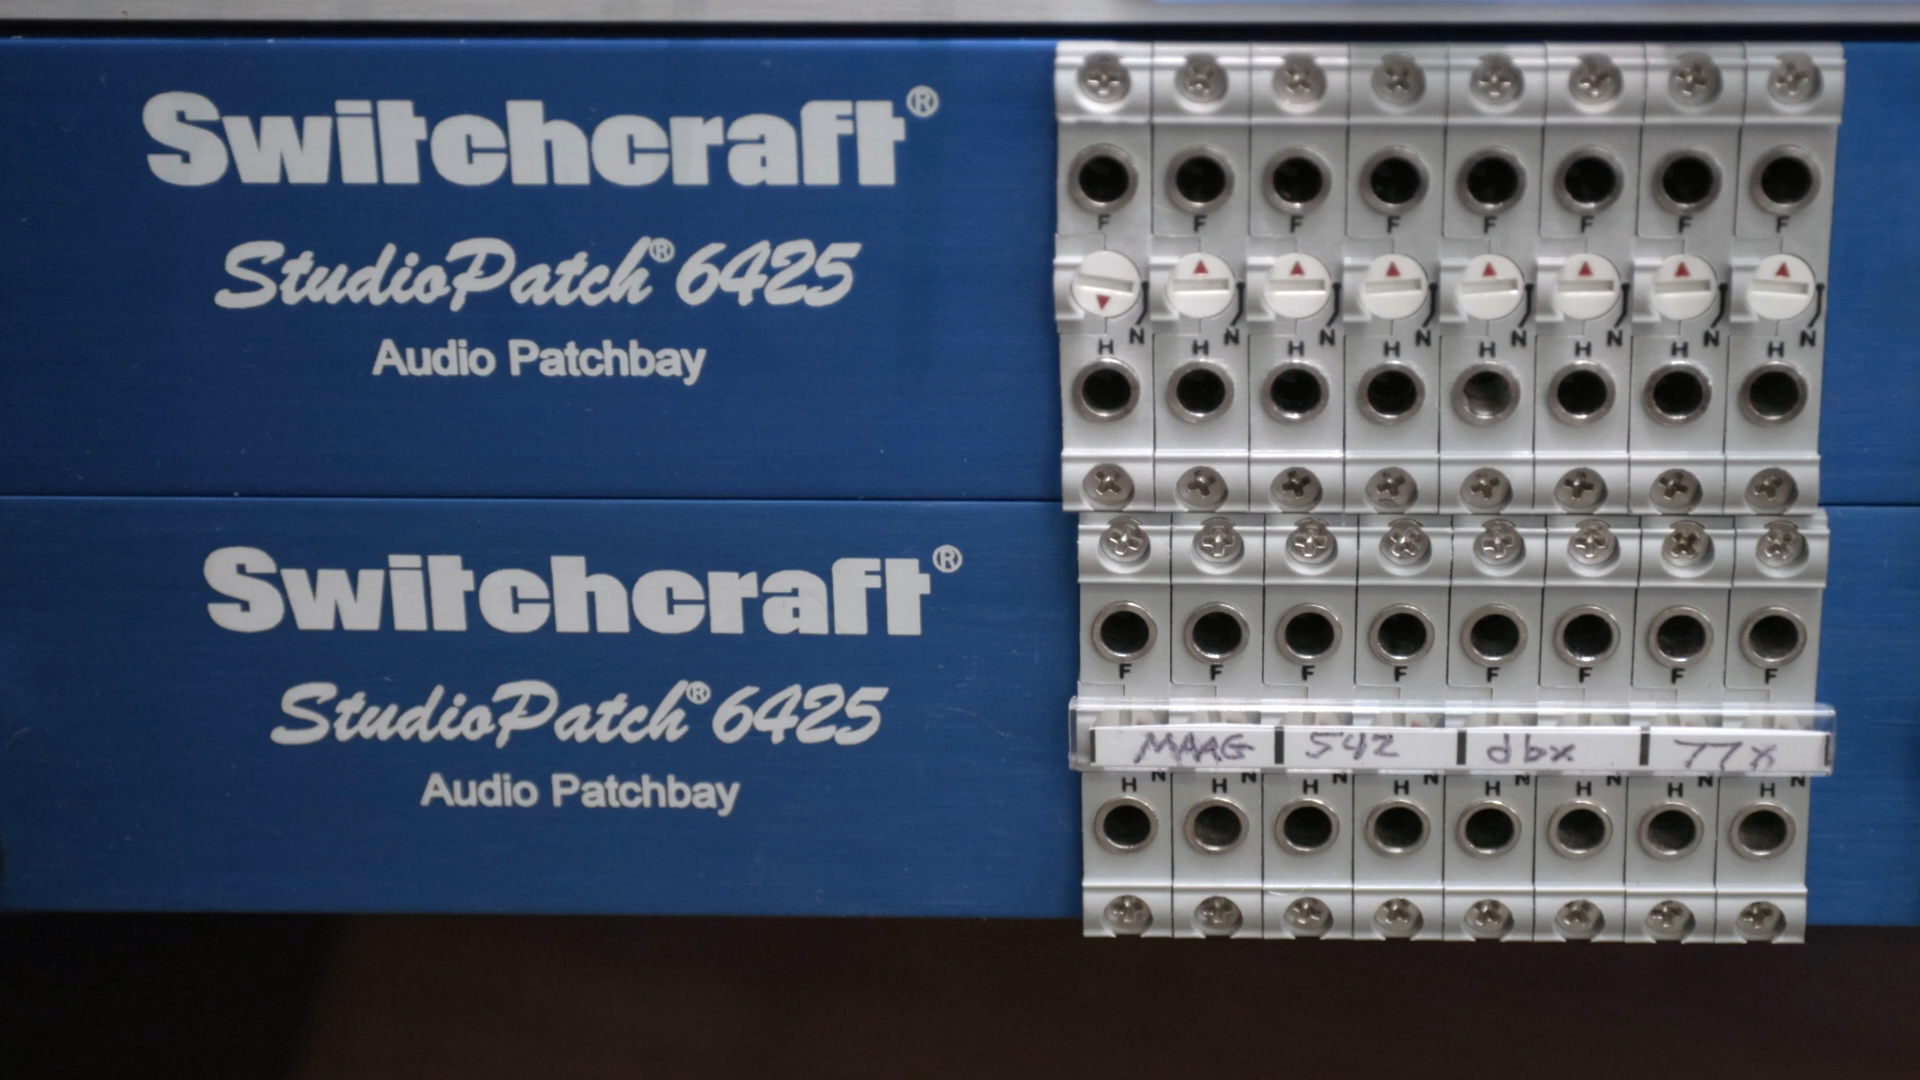 Switchcraft®
StudioPatch® 6425
Audio Patchbay
F F F F F F F F
N N N N N N N N
H H H H H H H H
Switchcraft®
StudioPatch® 6425
Audio Patchbay
F F F F F F F F
MAAG 542 dbx 77x
N N N N N N N N
H H H H H H H H